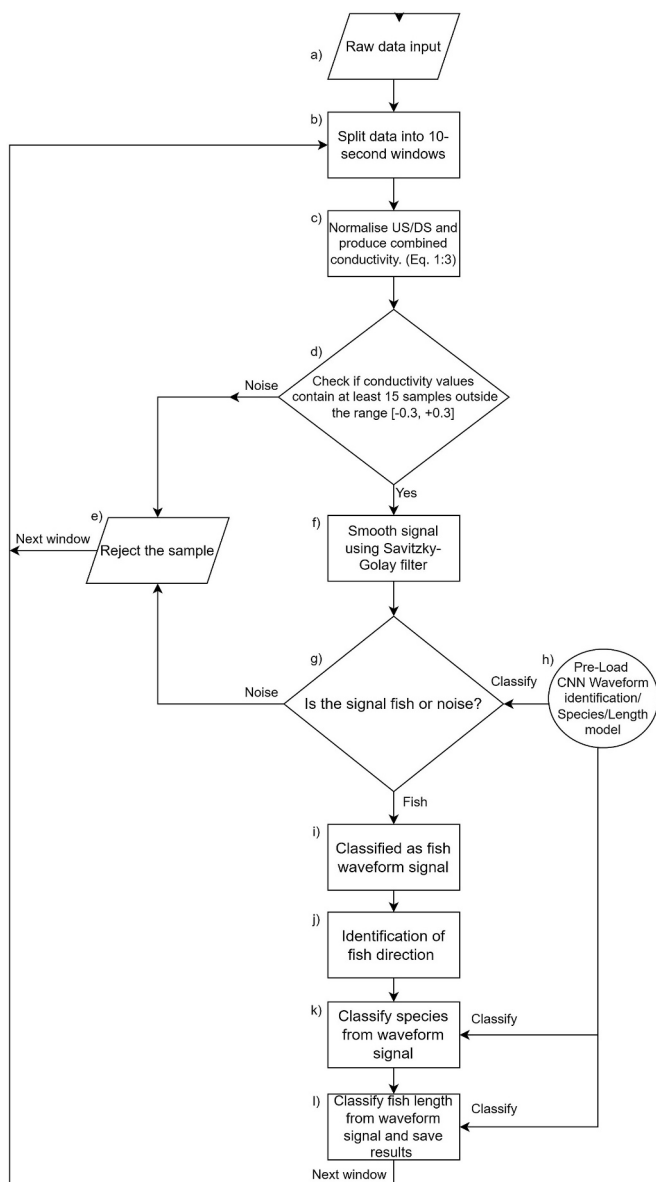 a)
Raw data input
b)
Split data into 10-
second windows
c)
Normalise US/DS and
produce combined
conductivity. (Eq. 1:3)
d)
Noise
Check if conductivity values
contain at least 15 samples outside
the range [-0.3, +0.3]
Yes
e)
Next window
Reject the sample
f)
Smooth signal
using Savitzky-
Golay filter
g)
Noise
Is the signal fish or noise?
Classify
h)
Pre-Load
CNN Waveform
identification/
Species/Length
model
Fish
i)
Classified as fish
waveform signal
j)
Identification of
fish direction
k)
Classify species
from waveform
signal
Classify
l)
Classify fish length
from waveform
signal and save
results
Classify
Next window